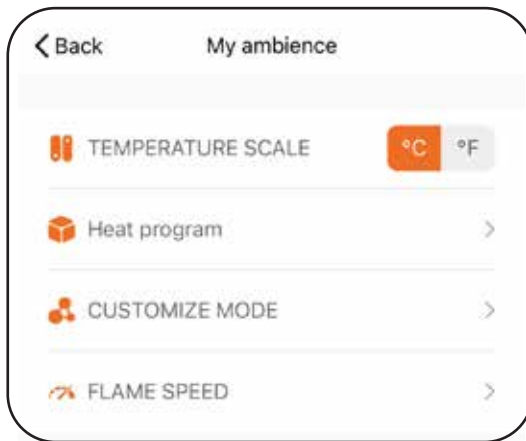 Back My ambience
TEMPERATURE SCALE °C °F
Heat program
CUSTOMIZE MODE
FLAME SPEED